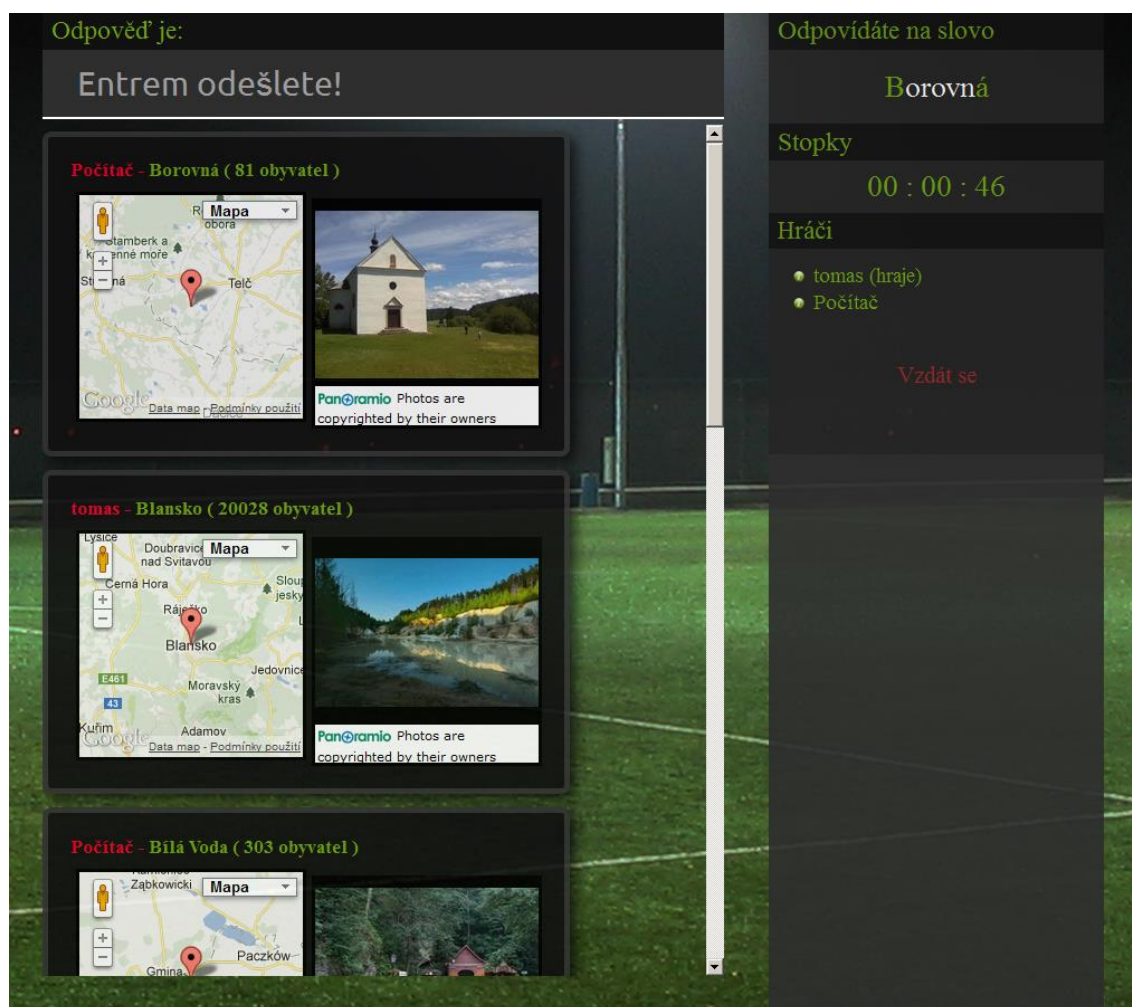 Odpověď je:
Entrem odešlete!
Počítač - Borovná ( 81 obyvatel )
Mapa
obora
Štamberk a
moře
Telč
Google
Data map - Podmínky použití
Panoramio Photos are
copyrighted by their owners
tomas - Blansko ( 20028 obyvatel )
Lysice
Doubravice
Mapa
nad Svitavou
Černá Hora
Rájčko
Blansko
Jedovnice
E461
Moravský
kras
43
Kuřim
Adamov
Google
Data map - Podmínky použití
Panoramio Photos are
copyrighted by their owners
Počítač - Bílá Voda ( 303 obyvatel )
Ząbkowicki
Mapa
Paczków
Gmina
Odpovídáte na slovo
Borovná
Stopky
00 : 00 : 46
Hráči
tomas (hraje)
Počítač
Vzdát se